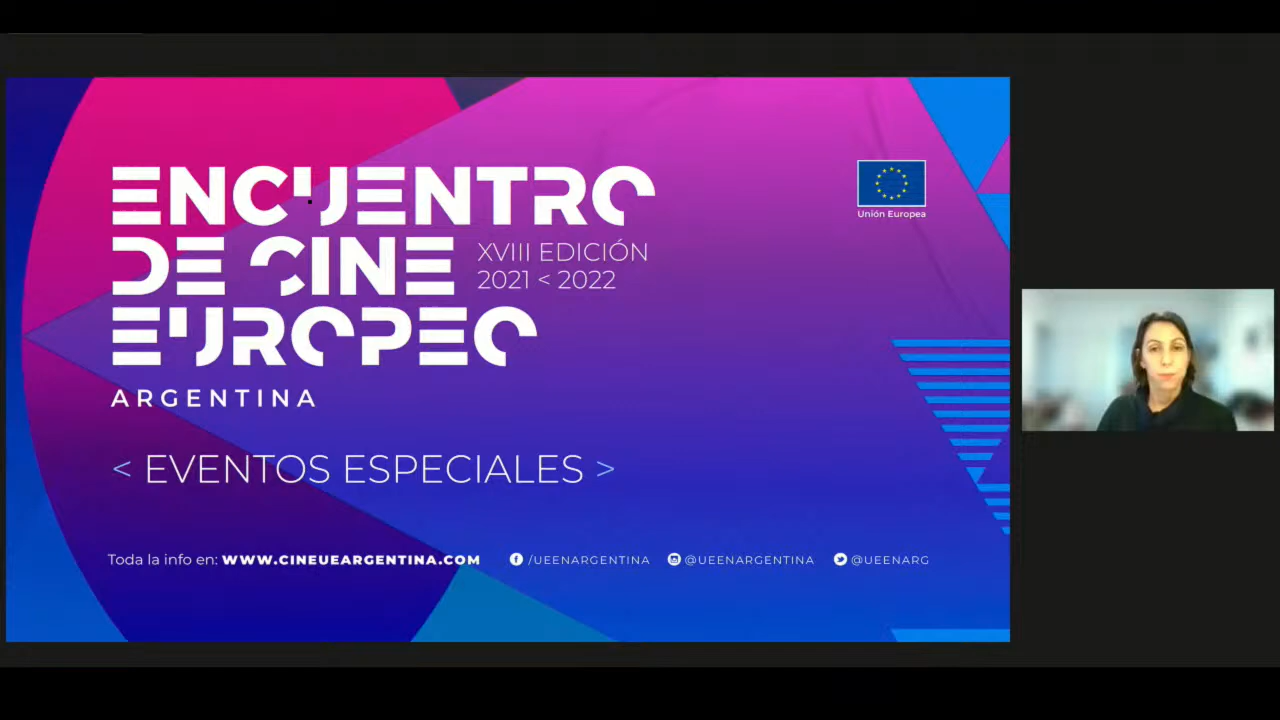 ENCUENTRO
DE CINE
EUROPEO
XVIII EDICIÓN
2021 < 2022
ARGENTINA
Unión Europea
< EVENTOS ESPECIALES >
Toda la info en: WWW.CINEUEARGENTINA.COM /UEENARGENTINA @UEENARGENTINA @UEENARG